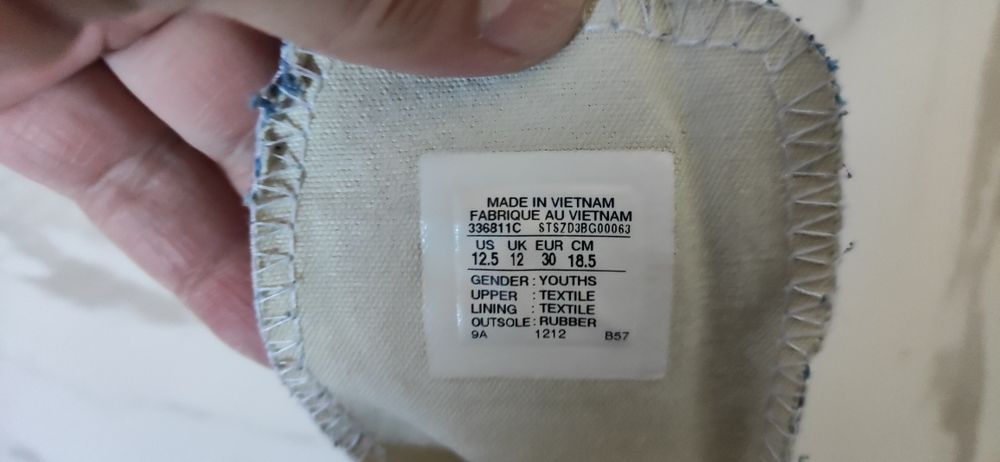 MADE IN VIETNAM
FABRIQUE AU VIETNAM
336811C STSZD3BG00063
US UK EUR CM
12.5 12 30 18.5
GENDER : YOUTHS
UPPER : TEXTILE
LINING : TEXTILE
OUTSOLE : RUBBER
9A 1212 B57